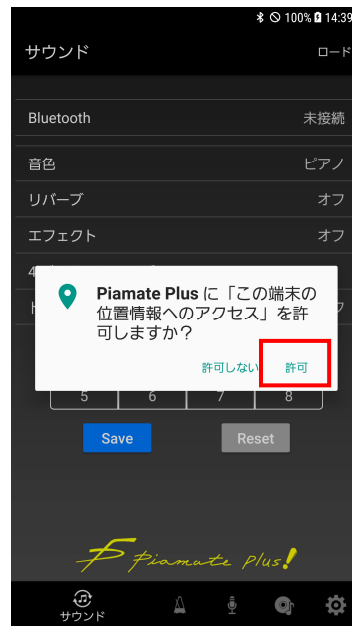 100% 14:39
サウンド ロード
Bluetooth 未接続
音色 ピアノ
リバーブ オフ
エフェクト オフ
4
Piamate Plus に「この端末の
位置情報へのアクセス」を許
可しますか？
許可しない 許可
5 6 7 8
Save Reset
Piamate Plus!
サウンド